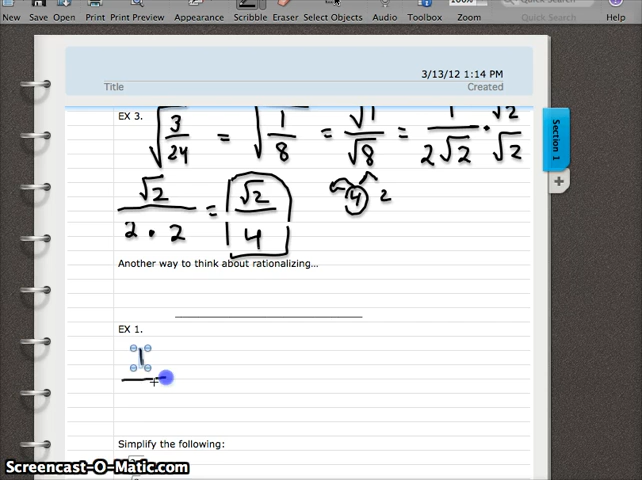 New Save Open Print Print Preview Appearance Scribble Eraser Select Objects Audio Toolbox Zoom Quick Search Help
100%
Quick Search
3/13/12 1:14 PM
Title Created
EX 3. √3/24 = √1/8 = √1/√8 = 1/2√2 · √2/√2
√2/2 · 2 = √2/4 4 2
Another way to think about rationalizing...
EX 1.
1
Simplify the following:
Section 1
Screencast-O-Matic.com